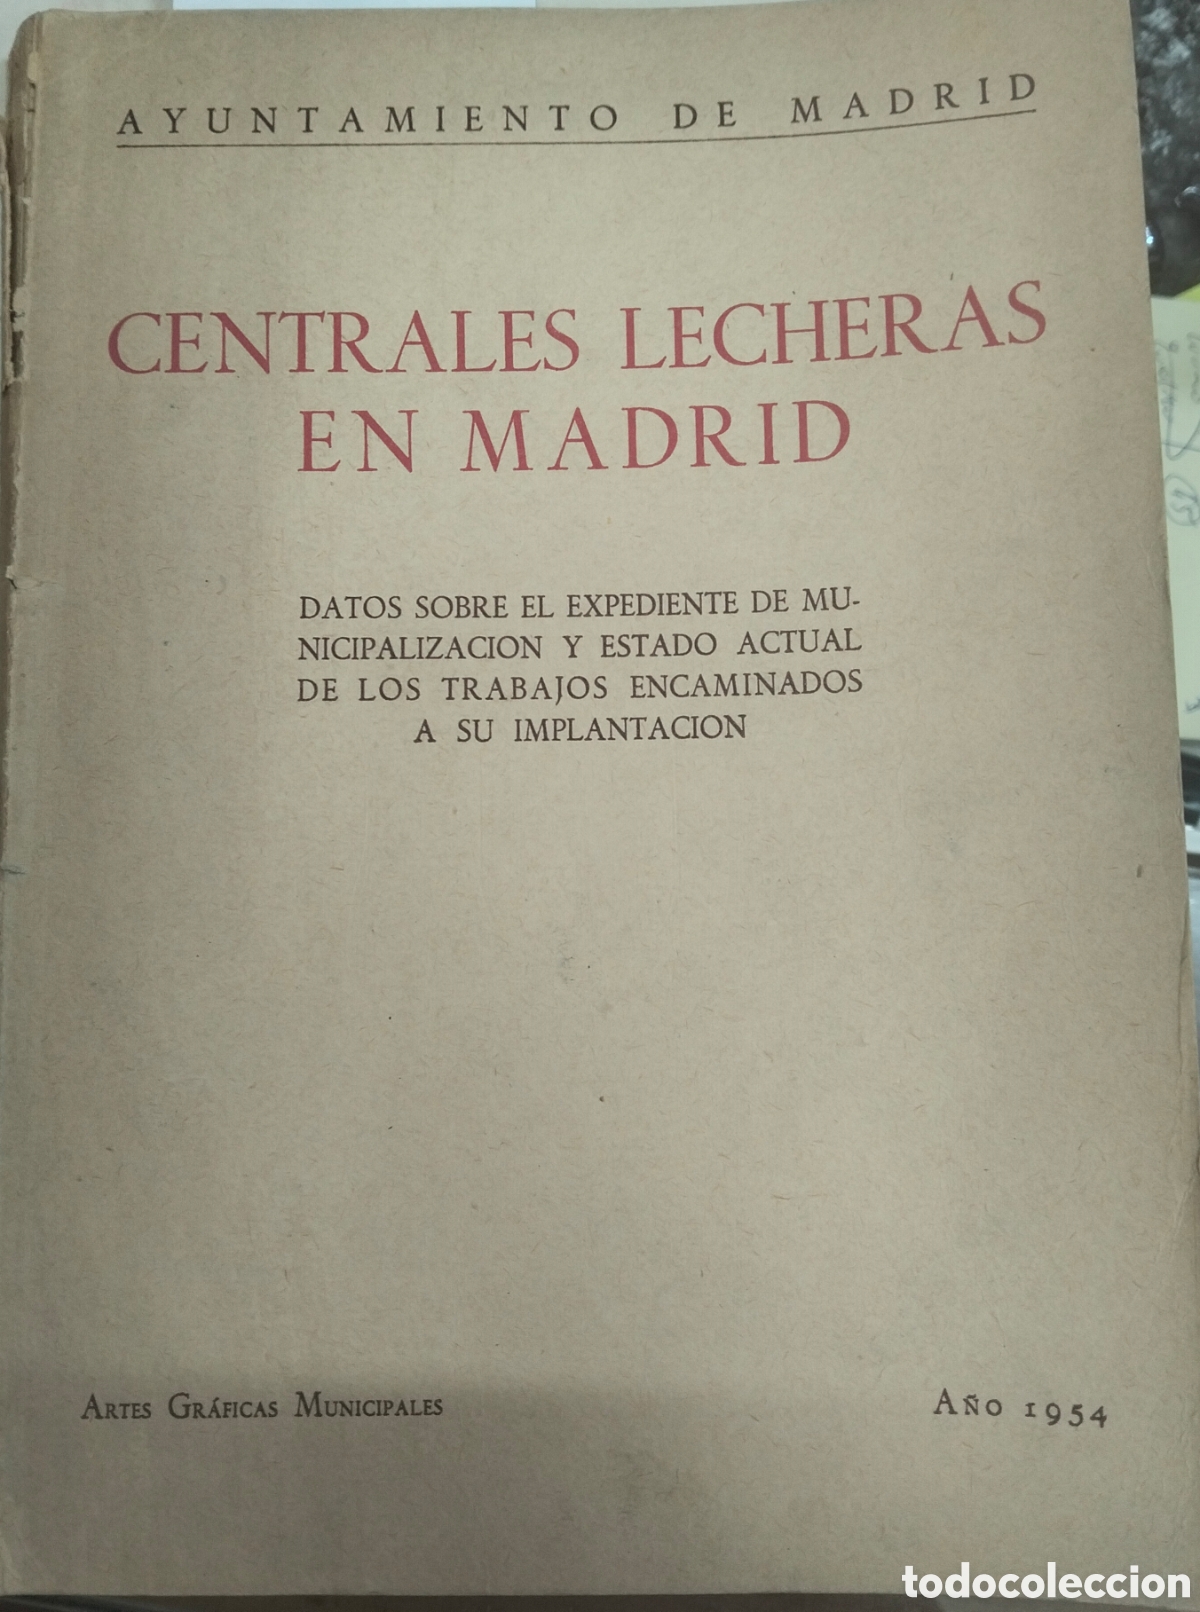 AYUNTAMIENTO DE MADRID
CENTRALES LECHERAS
EN MADRID
DATOS SOBRE EL EXPEDIENTE DE MU-
NICIPALIZACION Y ESTADO ACTUAL
DE LOS TRABAJOS ENCAMINADOS
A SU IMPLANTACION
ARTES GRÁFICAS MUNICIPALES
AÑO 1954
todocoleccion